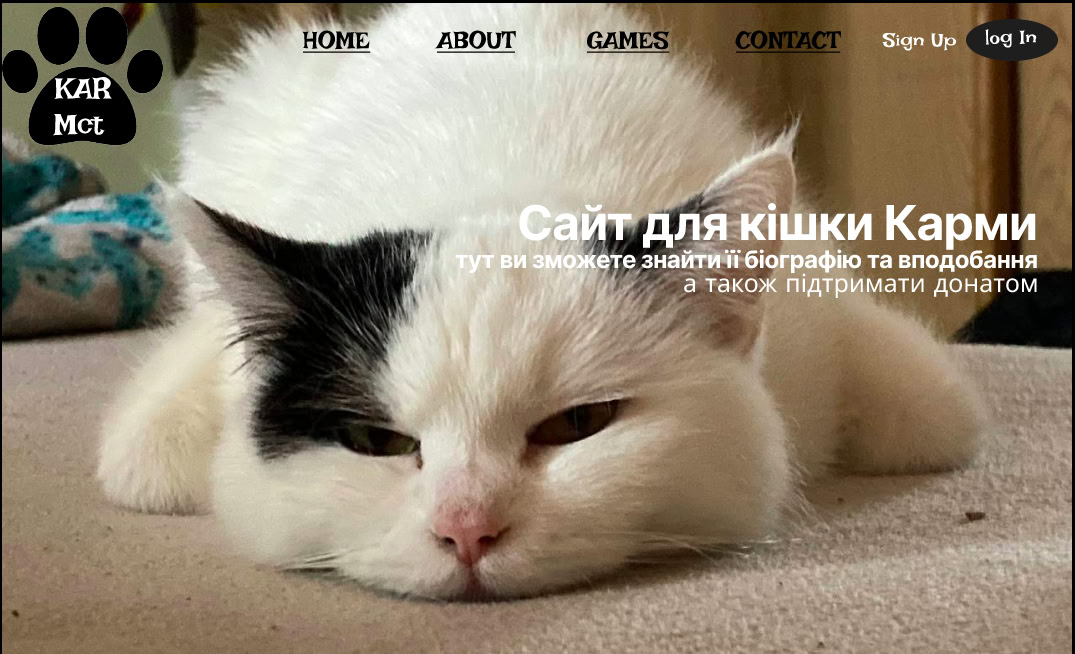 HOME ABOUT GAMES CONTACT Sign Up log In
KAR
Mct
Сайт для кішки Карми
тут ви зможете знайти її біографію та вподобання
а також підтримати донатом